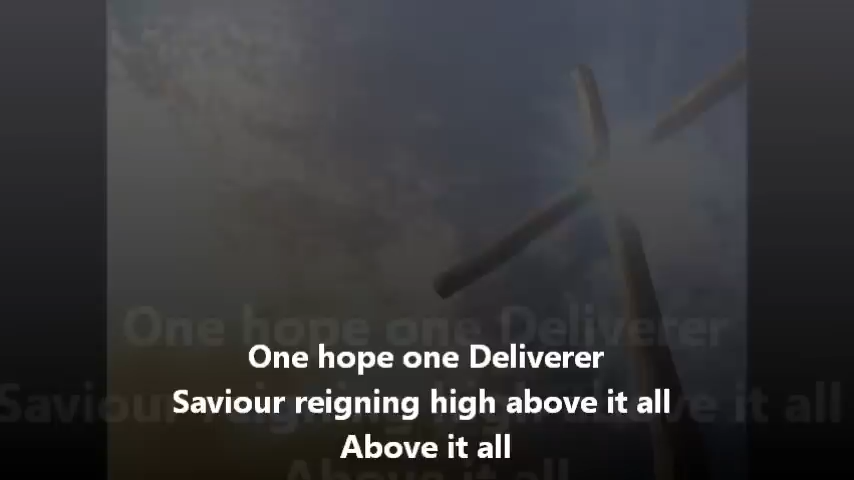 One hope one Deliverer
Saviour reigning high above it all
Above it all